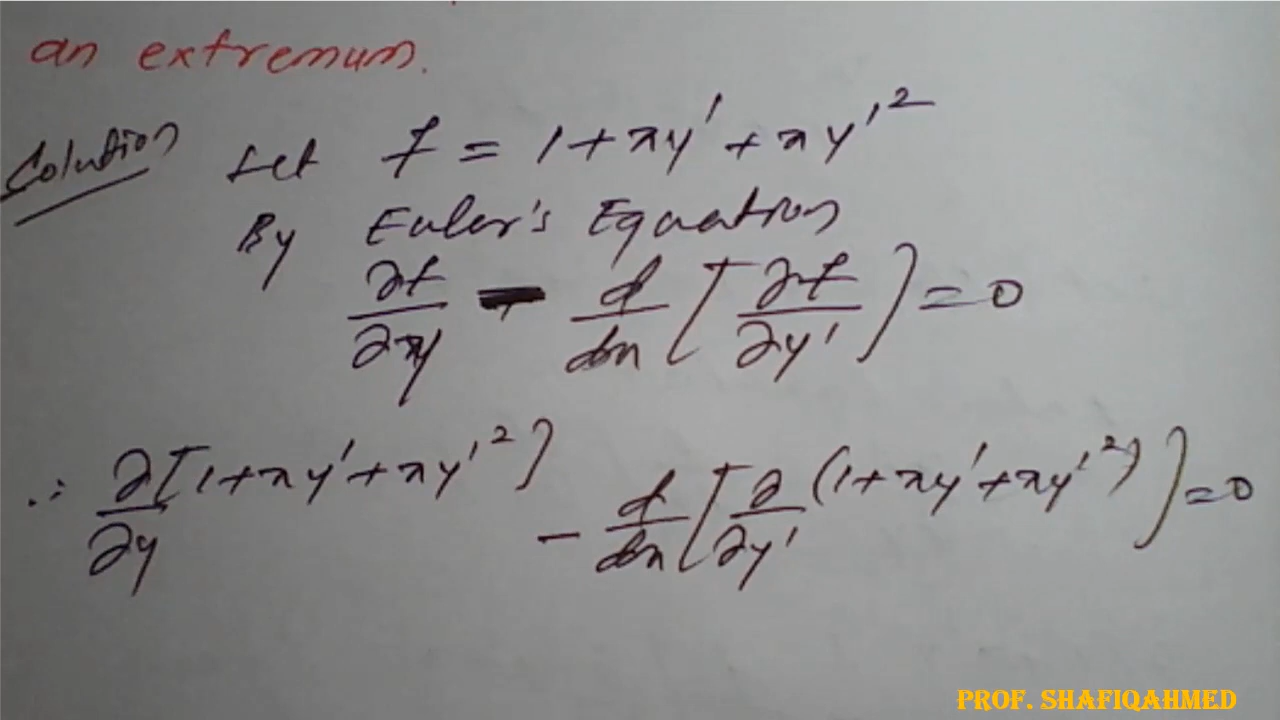 an extremum.
Solution Let f = 1+xy'+xy'²
By Euler's Equation
∂f/∂y - d/dx [∂f/∂y'] = 0
∴ ∂/∂y [1+xy'+xy'²] - d/dx [∂/∂y' (1+xy'+xy'²)] = 0
PROF. SHAFIQAHMED